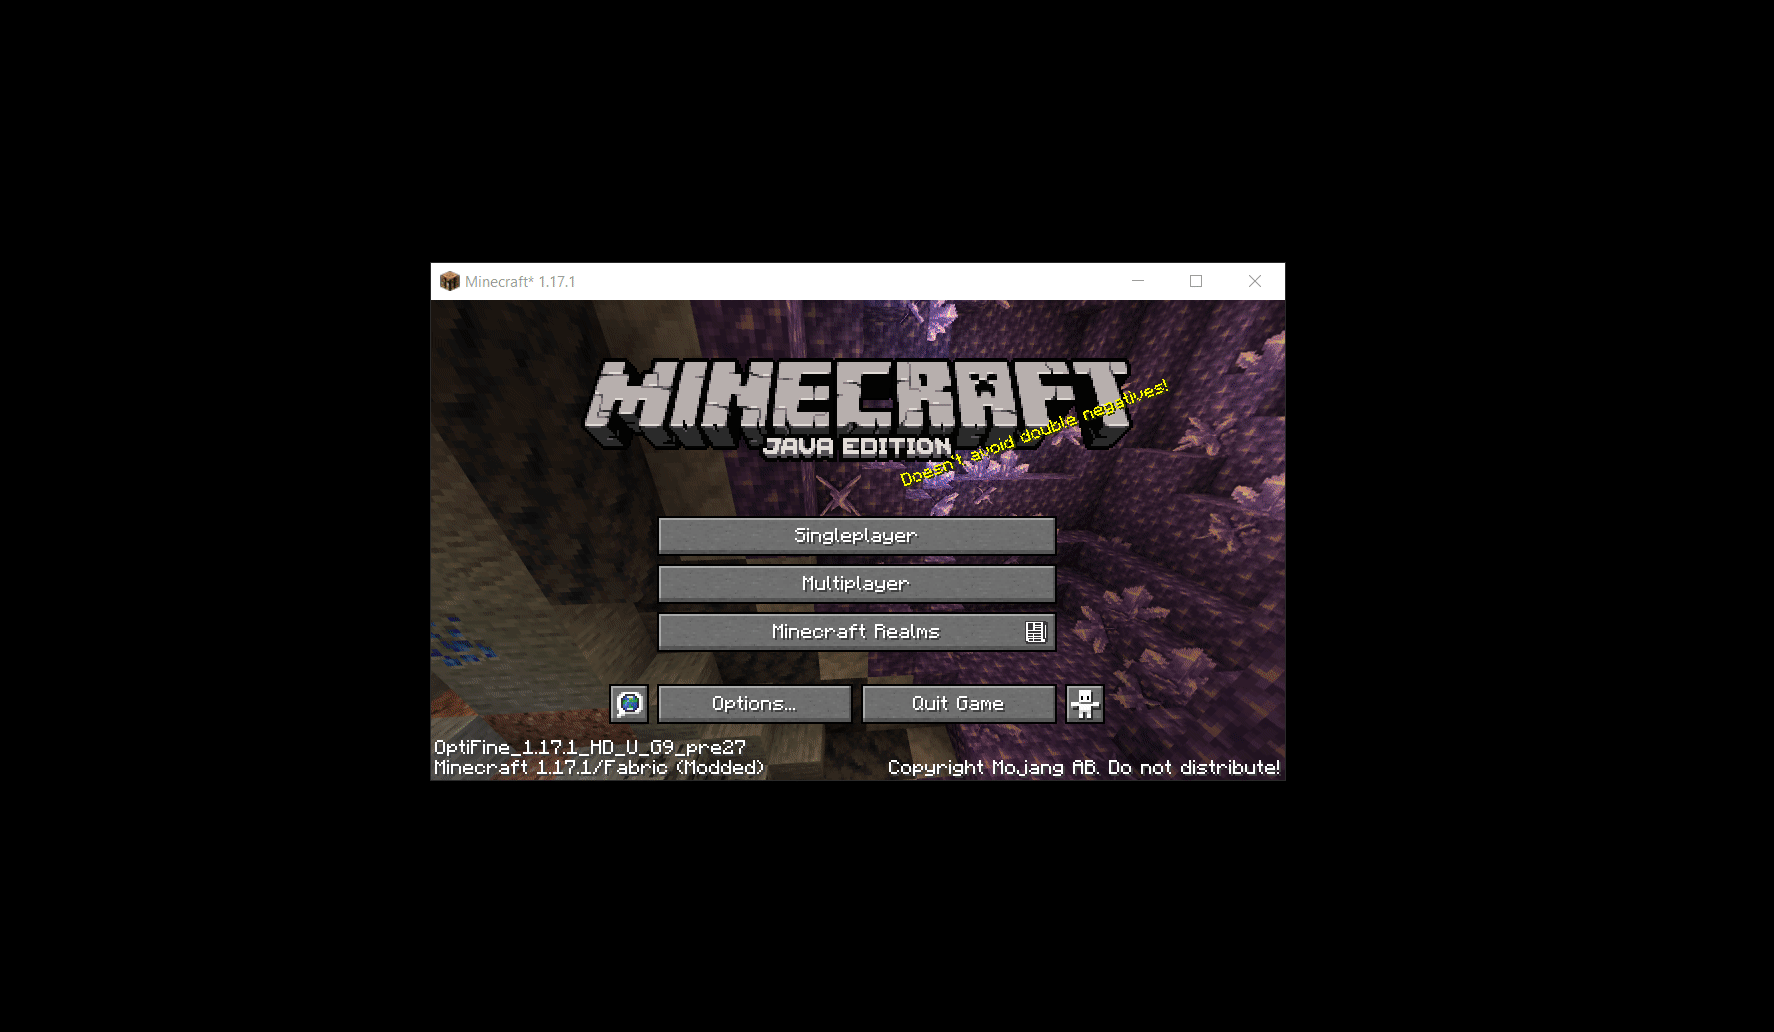 Minecraft* 1.17.1
MINECRAFT
JAVA EDITION
Doesn't avoid double negatives!
Singleplayer
Multiplayer
Minecraft Realms
Options...
Quit Game
OptiFine_1.17.1_HD_U_G9_pre27
Minecraft 1.17.1/Fabric (Modded)
Copyright Mojang AB. Do not distribute!